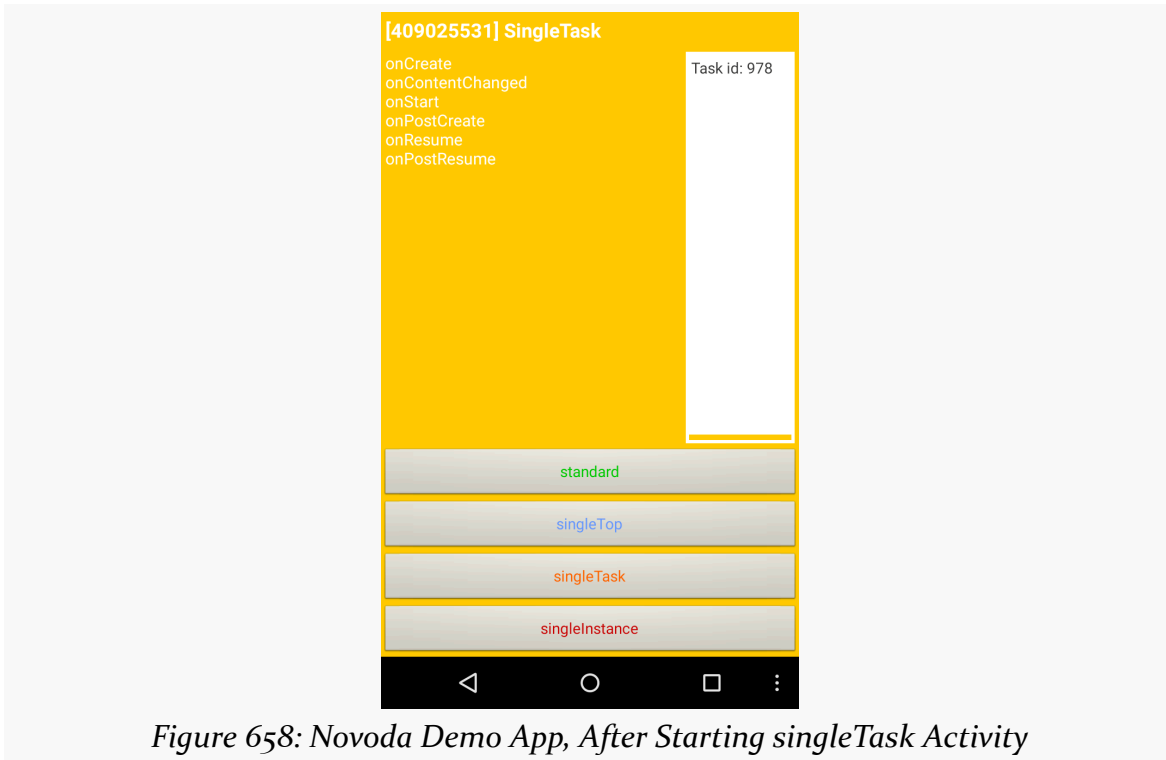 [409025531] SingleTask
onCreate
onContentChanged
onStart
onPostCreate
onResume
onPostResume
Task id: 978
standard
singleTop
singleTask
singleInstance
Figure 658: Novoda Demo App, After Starting singleTask Activity